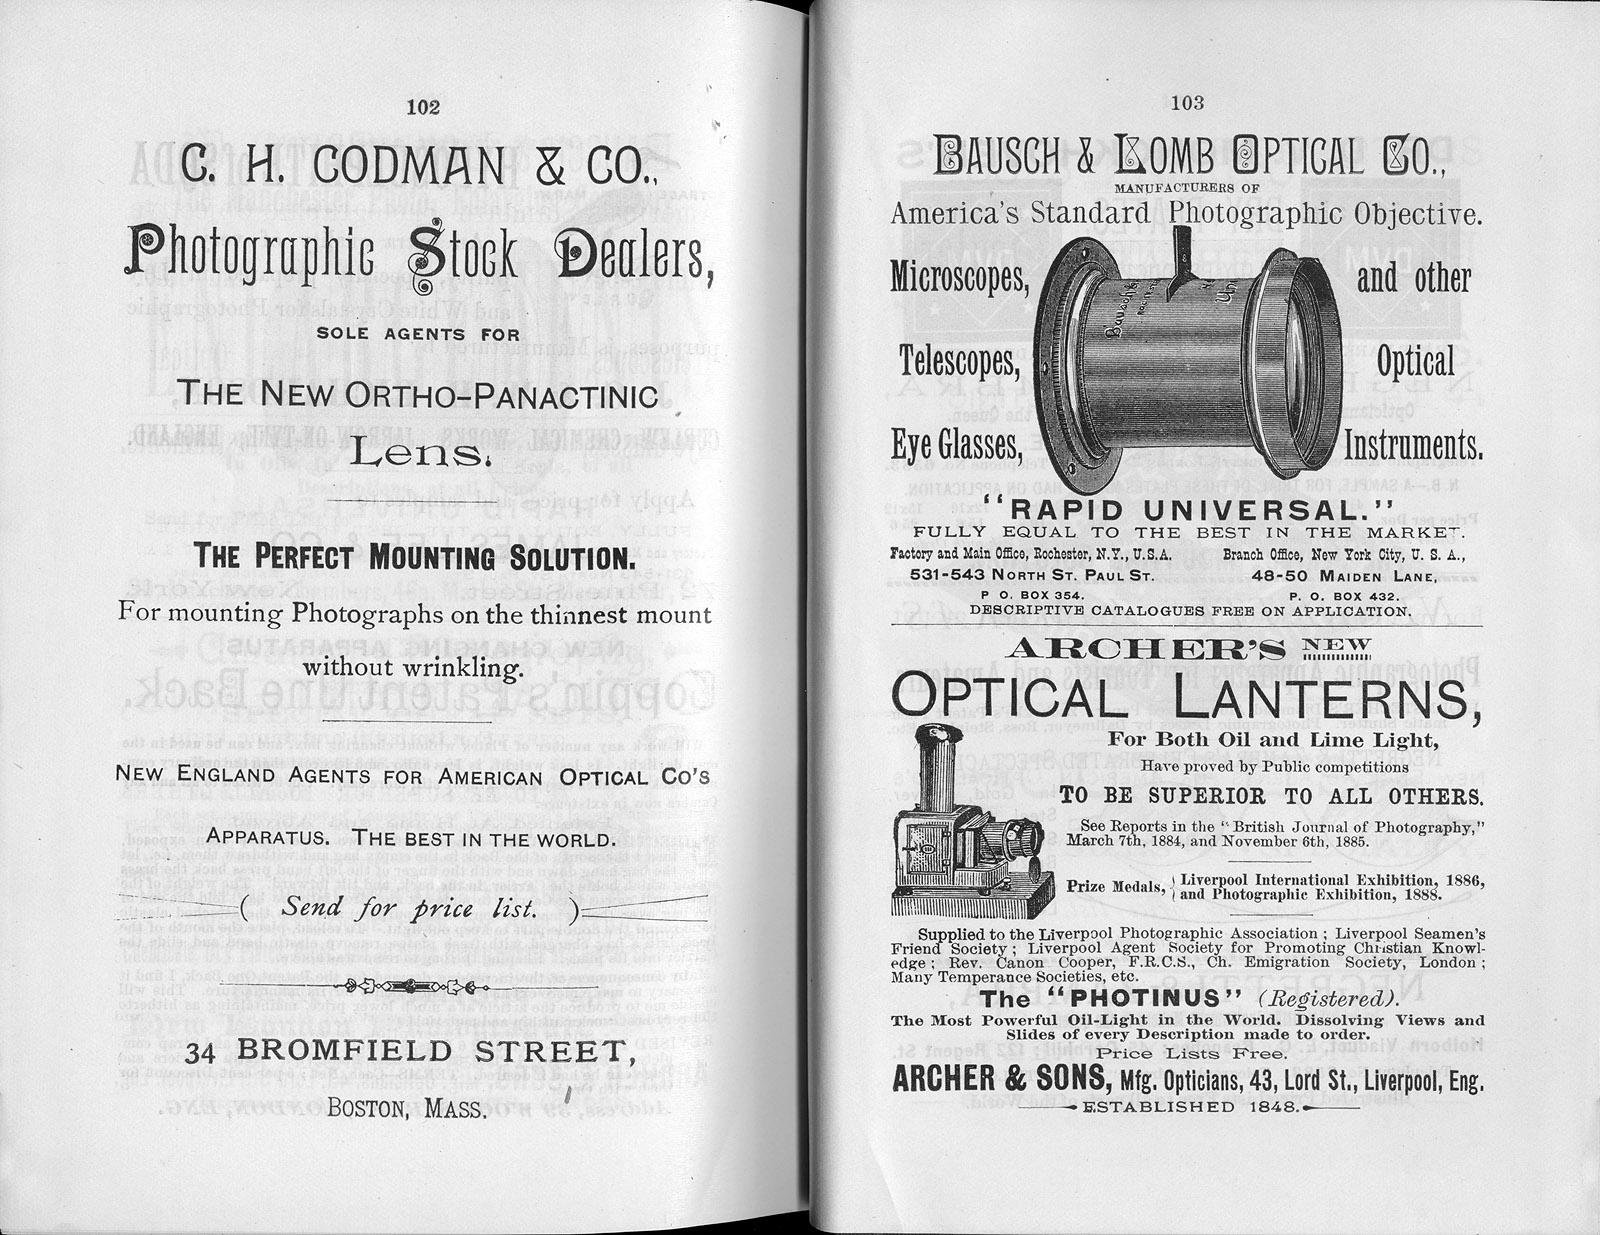 102
C. H. CODMAN & CO.,
Photographic Stock Dealers,
SOLE AGENTS FOR
THE NEW ORTHO-PANACTINIC
Lens.
THE PERFECT MOUNTING SOLUTION.
For mounting Photographs on the thinnest mount
without wrinkling.
NEW ENGLAND AGENTS FOR AMERICAN OPTICAL CO'S
APPARATUS. THE BEST IN THE WORLD.
( Send for price list. )
34 BROMFIELD STREET,
BOSTON, MASS.
103
BAUSCH & LOMB OPTICAL CO.,
MANUFACTURERS OF
America's Standard Photographic Objective.
Microscopes, and other
Telescopes, Optical
Eye Glasses, Instruments.
"RAPID UNIVERSAL."
FULLY EQUAL TO THE BEST IN THE MARKET.
Factory and Main Office, Rochester, N.Y., U.S.A. Branch Office, New York City, U. S. A.,
531-543 NORTH ST. PAUL ST. 48-50 MAIDEN LANE,
P O. BOX 354. P. O. BOX 432.
DESCRIPTIVE CATALOGUES FREE ON APPLICATION.
ARCHER'S NEW
OPTICAL LANTERNS,
For Both Oil and Lime Light,
Have proved by Public competitions
TO BE SUPERIOR TO ALL OTHERS.
See Reports in the "British Journal of Photography,"
March 7th, 1884, and November 6th, 1885.
Prize Medals, { Liverpool International Exhibition, 1886,
and Photographic Exhibition, 1888.
Supplied to the Liverpool Photographic Association ; Liverpool Seamen's
Friend Society ; Liverpool Agent Society for Promoting Christian Knowl-
edge ; Rev. Canon Cooper, F.R.C.S., Ch. Emigration Society, London ;
Many Temperance Societies, etc.
The "PHOTINUS" (Registered).
The Most Powerful Oil-Light in the World. Dissolving Views and
Slides of every Description made to order.
Price Lists Free.
ARCHER & SONS, Mfg. Opticians, 43, Lord St., Liverpool, Eng.
ESTABLISHED 1848.